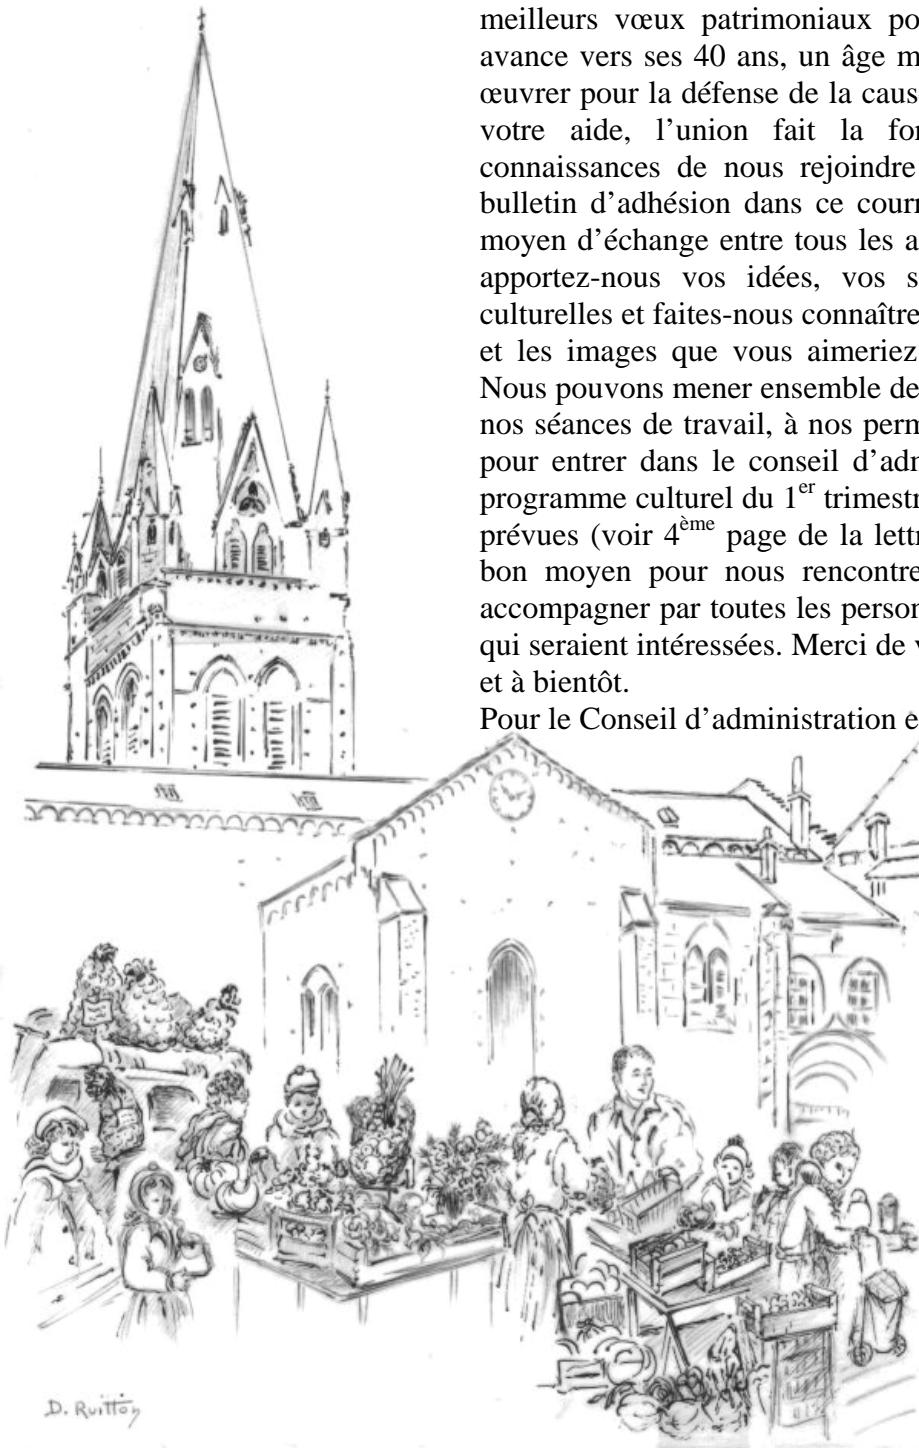 meilleurs vœux patrimoniaux po
avance vers ses 40 ans, un âge m
œuvrer pour la défense de la caus
votre aide, l’union fait la for
connaissances de nous rejoindre
bulletin d’adhésion dans ce courr
moyen d’échange entre tous les a
apportez-nous vos idées, vos s
culturelles et faites-nous connaître
et les images que vous aimeriez
Nous pouvons mener ensemble de
nos séances de travail, à nos perm
pour entrer dans le conseil d’adm
programme culturel du 1er trimestr
prévues (voir 4ème page de la lettr
bon moyen pour nous rencontre
accompagner par toutes les person
qui seraient intéressées. Merci de v
et à bientôt.
Pour le Conseil d’administration e
D. Ruitton